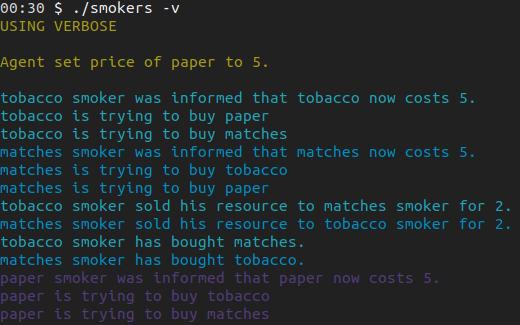 00:30 $ ./smokers -v
USING VERBOSE
Agent set price of paper to 5.
tobacco smoker was informed that tobacco now costs 5.
tobacco is trying to buy paper
tobacco is trying to buy matches
matches smoker was informed that matches now costs 5.
matches is trying to buy tobacco
matches is trying to buy paper
tobacco smoker sold his resource to matches smoker for 2.
matches smoker sold his resource to tobacco smoker for 2.
tobacco smoker has bought matches.
matches smoker has bought tobacco.
paper smoker was informed that paper now costs 5.
paper is trying to buy tobacco
paper is trying to buy matches